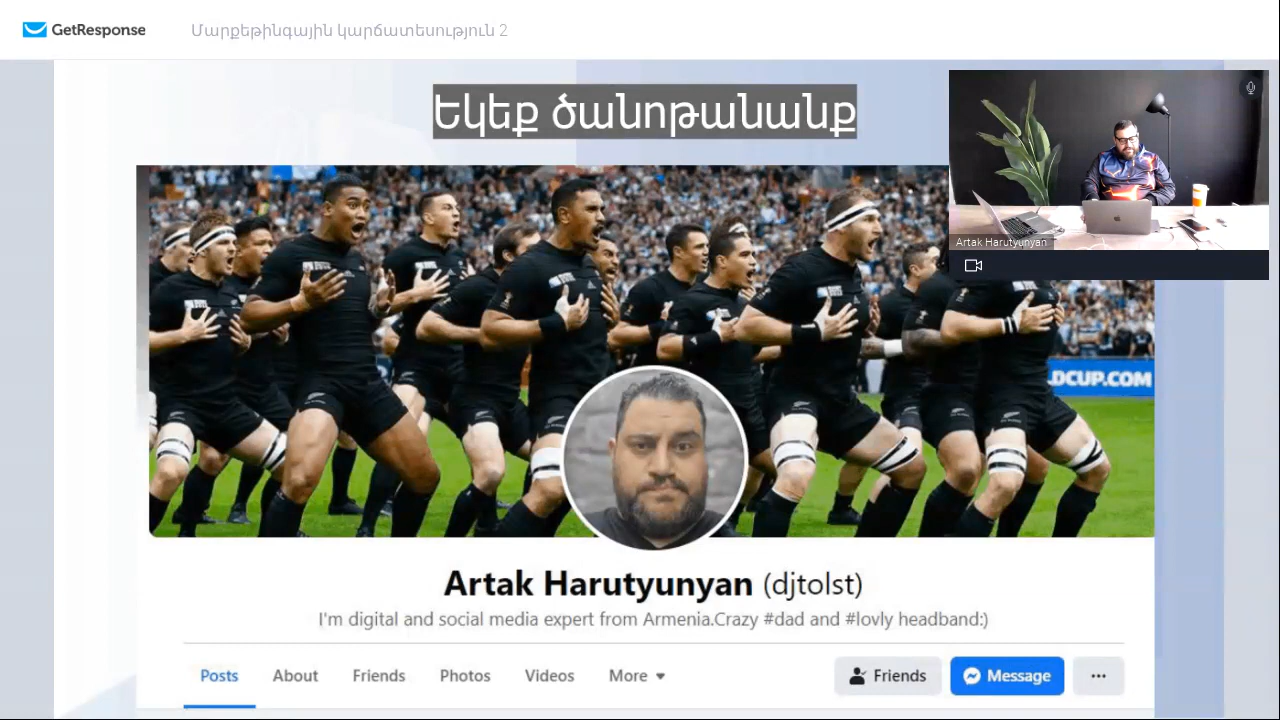 GetResponse
Մարքեթինգային կարճատեսություն 2
Եկեք ծանոթանանք
Artak Harutyunyan
DCUP.COM
Artak Harutyunyan (djtolst)
I'm digital and social media expert from Armenia.Crazy #dad and #lovly headband:)
Posts About Friends Photos Videos More Friends Message